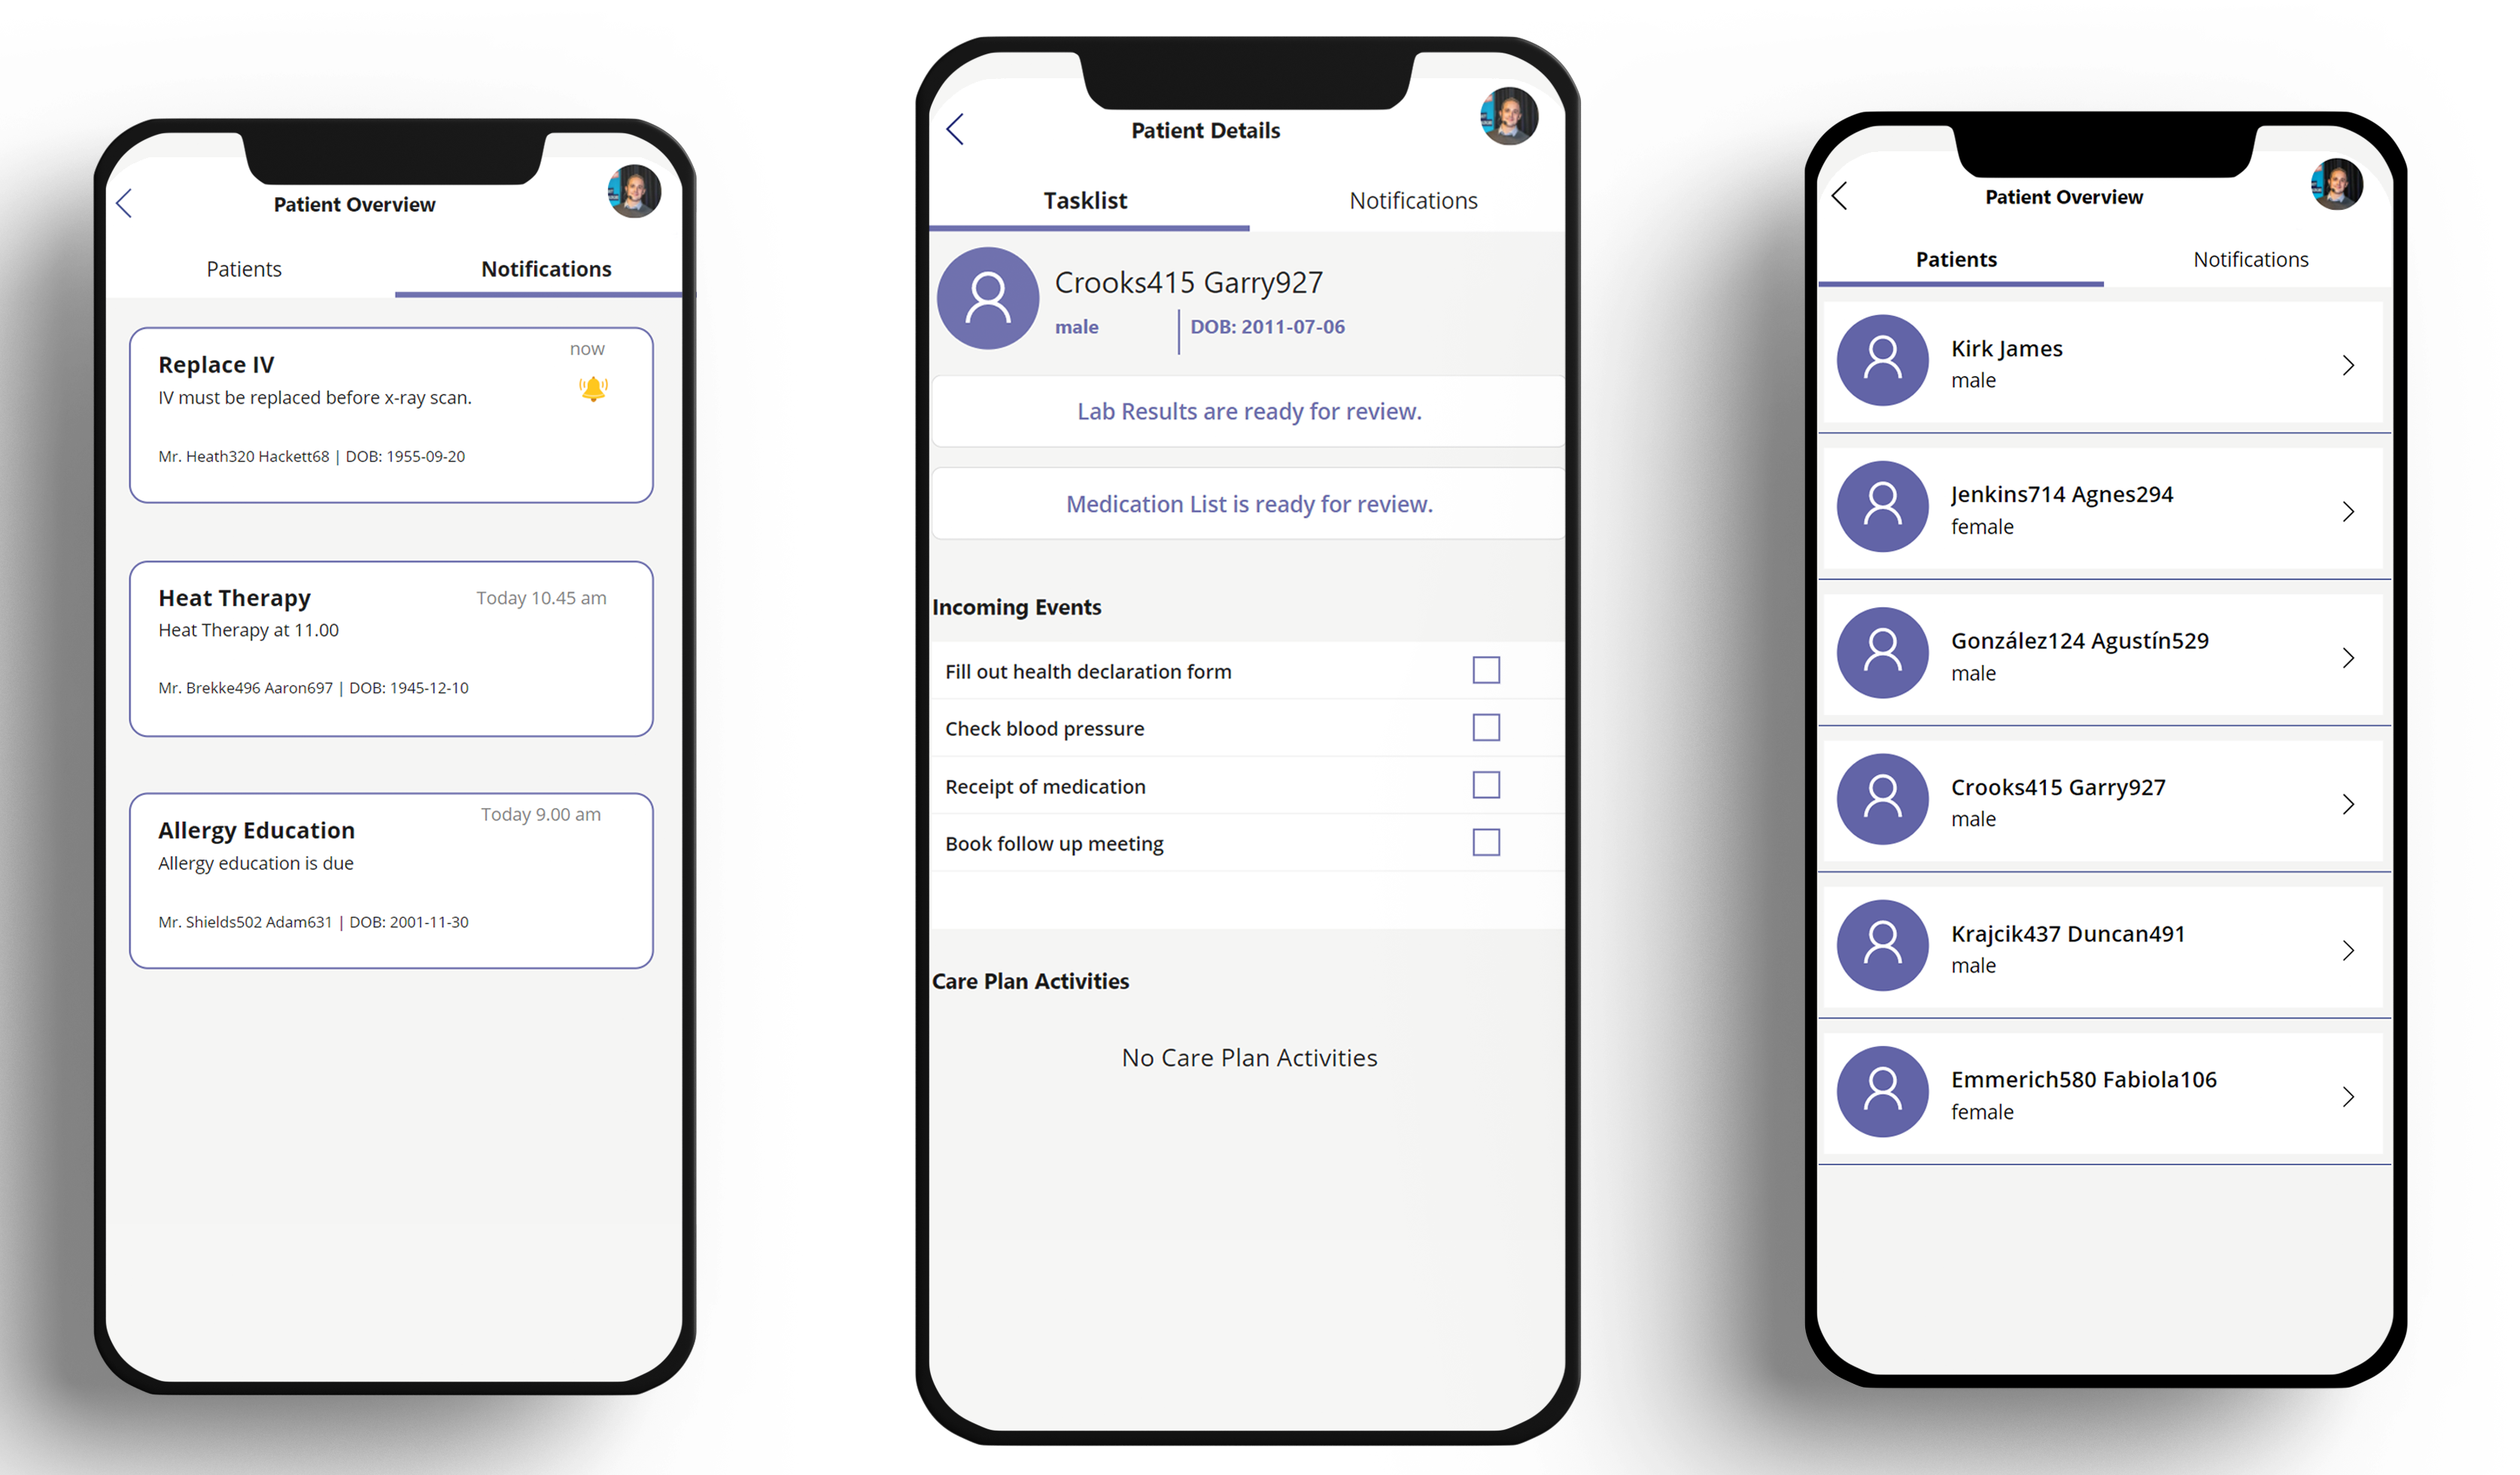 Patient Overview
Patients
Notifications
Replace IV
now
IV must be replaced before x-ray scan.
Mr. Heath320 Hackett68 | DOB: 1955-09-20
Heat Therapy
Today 10.45 am
Heat Therapy at 11.00
Mr. Brekke496 Aaron697 | DOB: 1945-12-10
Today 9.00 am
Allergy Education
Allergy education is due
Mr. Shields502 Adam631 | DOB: 2001-11-30
Patient Details
Tasklist
Notifications
Crooks415 Garry927
male
DOB: 2011-07-06
Lab Results are ready for review.
Medication List is ready for review.
Incoming Events
Fill out health declaration form
Check blood pressure
Receipt of medication
Book follow up meeting
Care Plan Activities
No Care Plan Activities
Patient Overview
Patients
Notifications
Kirk James
male
Jenkins714 Agnes294
female
González124 Agustín529
male
Crooks415 Garry927
male
Krajcik437 Duncan491
male
Emmerich580 Fabiola106
female